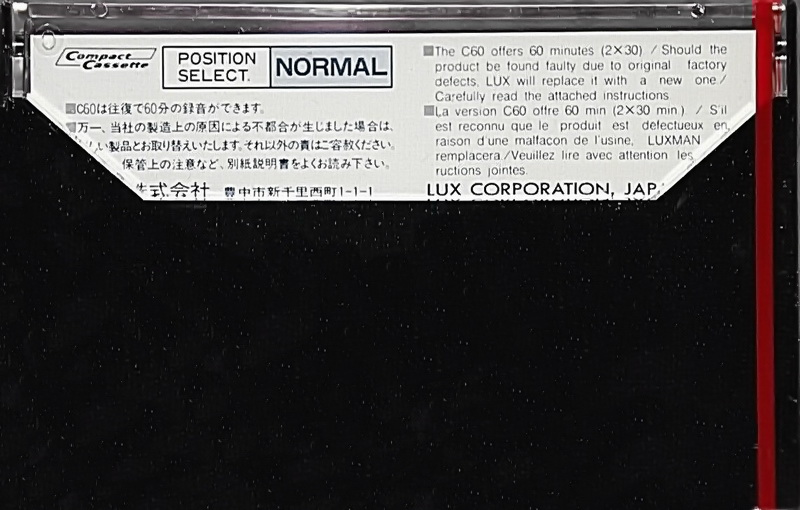 Compact
Cassette
POSITION
SELECT.
NORMAL
■C60は往復で60分の録音ができます。
■万一、当社の製造上の原因による不都合が生じました場合は、
い製品とお取り替えいたします。それ以外の責はご容赦ください。
保管上の注意など、別紙説明書をよくお読み下さい。
式会社 豊中市新千里西町1-1-1
■The C60 offers 60 minutes (2×30) / Should the
product be found faulty due to original factory
defects, LUX will replace it with a new one /
Carefully read the attached instructions
■La version C60 offre 60 min (2×30 min) / S'il
est reconnu que le produit est defectueux en
raison d'une malfacon de l'usine, LUXMAN
remplacera/Veuillez lire avec attention les
ructions jointes.
LUX CORPORATION, JAP